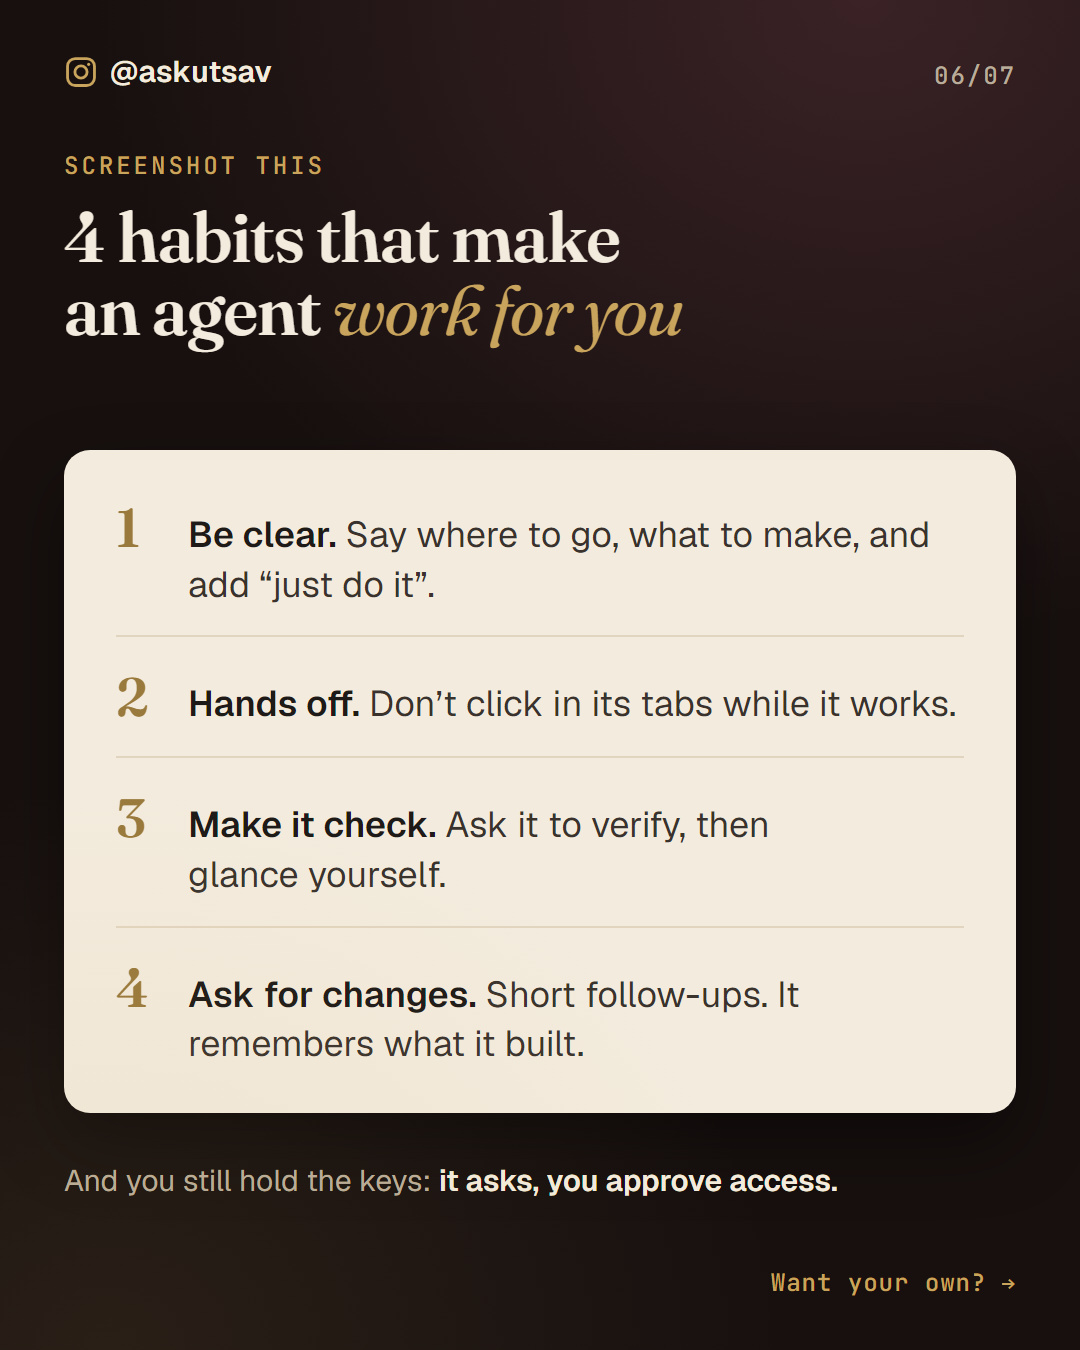 @askutsav
06/07
SCREENSHOT THIS
4 habits that make
an agent work for you
1
Be clear. Say where to go, what to make, and
add “just do it”.
2
Hands off. Don’t click in its tabs while it works.
3
Make it check. Ask it to verify, then
glance yourself.
4
Ask for changes. Short follow-ups. It
remembers what it built.
And you still hold the keys: it asks, you approve access.
Want your own? →